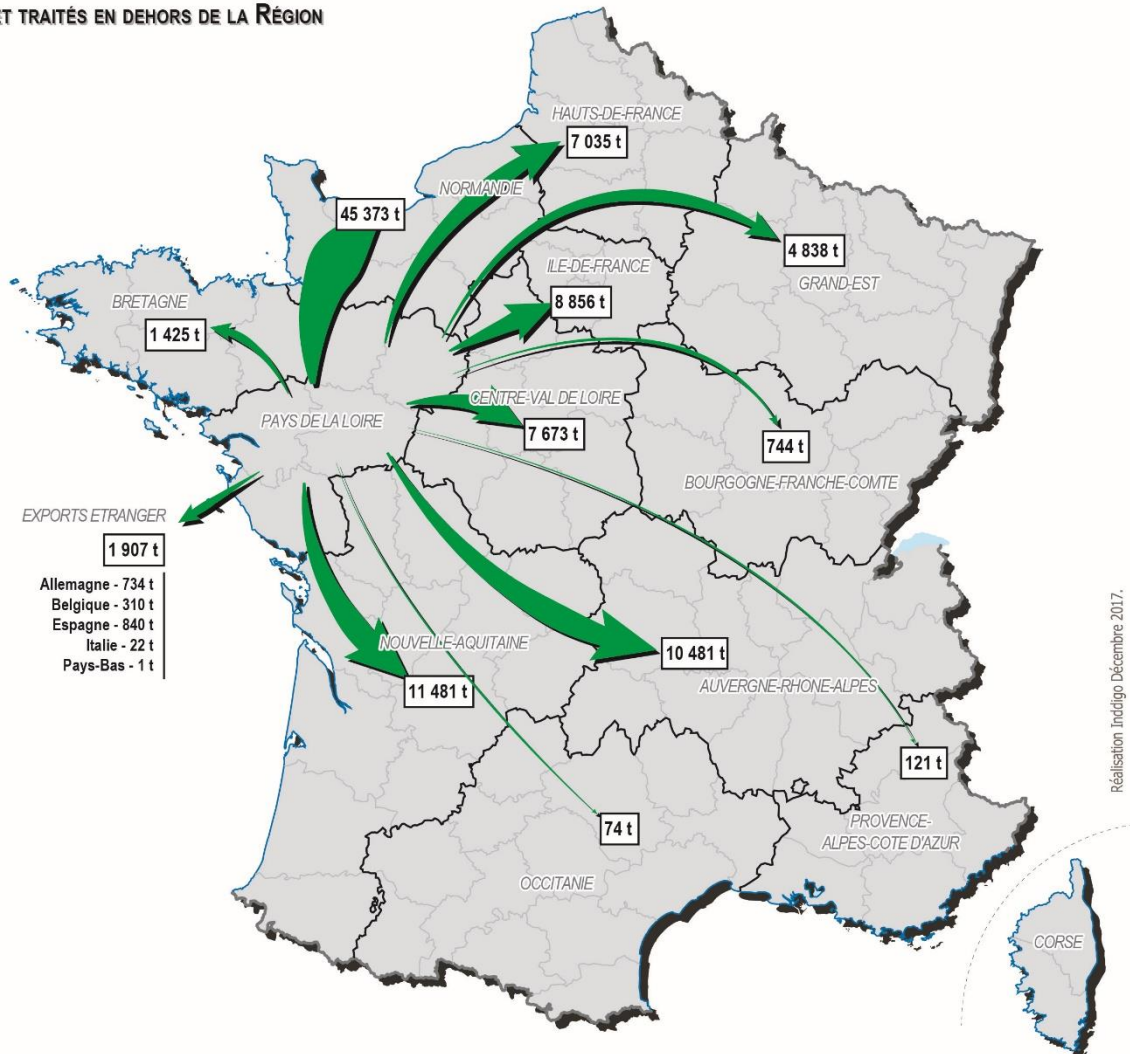 ET TRAITÉS EN DEHORS DE LA RÉGION
HAUTS-DE-FRANCE
7 035 t
NORMANDIE
45 373 t
4 838 t
GRAND-EST
ILE-DE-FRANCE
8 856 t
BRETAGNE
1 425 t
CENTRE-VAL DE LOIRE
7 673 t
PAYS DE LA LOIRE
744 t
BOURGOGNE-FRANCHE-COMTE
EXPORTS ETRANGER
1 907 t
Allemagne - 734 t
Belgique - 310 t
Espagne - 840 t
Italie - 22 t
Pays-Bas - 1 t
NOUVELLE-AQUITAINE
11 481 t
10 481 t
AUVERGNE-RHONE-ALPES
121 t
PROVENCE-
ALPES-COTE D'AZUR
74 t
OCCITANIE
CORSE
Réalisation Inddigo Décembre 2017.